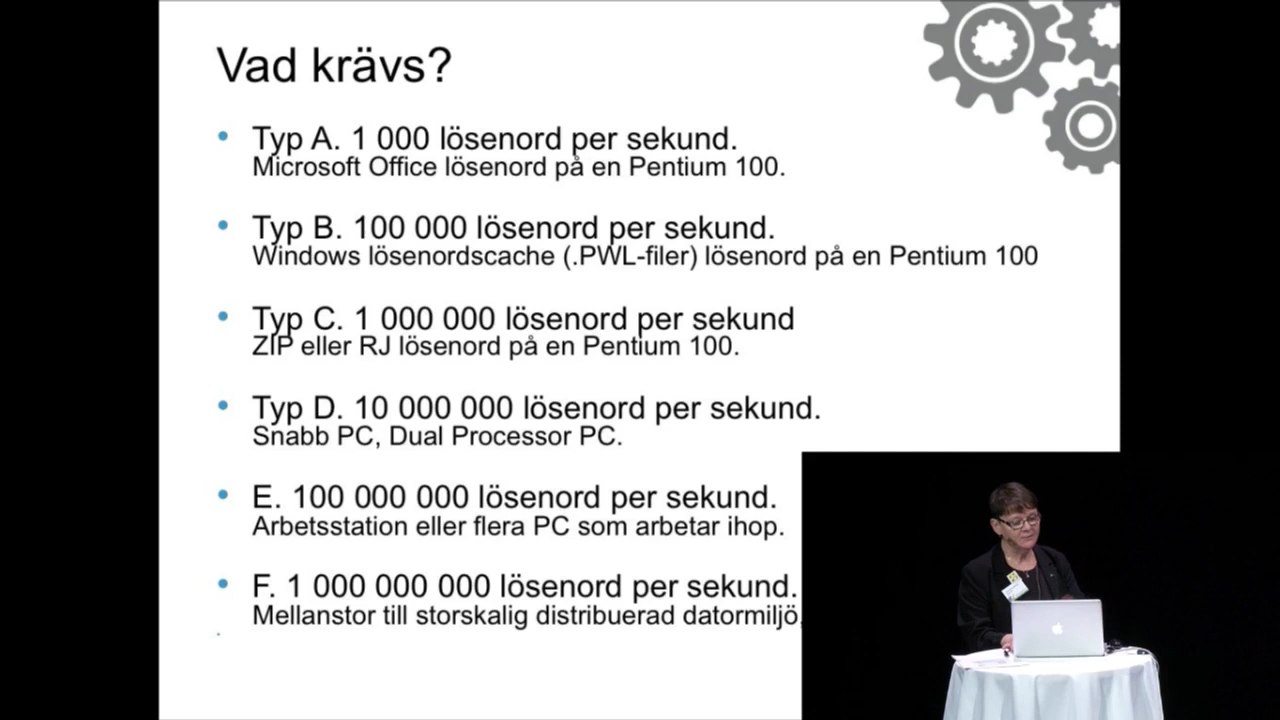 Vad krävs?
• Typ A. 1 000 lösenord per sekund.
Microsoft Office lösenord på en Pentium 100.
• Typ B. 100 000 lösenord per sekund.
Windows lösenordscache (.PWL-filer) lösenord på en Pentium 100
• Typ C. 1 000 000 lösenord per sekund
ZIP eller RJ lösenord på en Pentium 100.
• Typ D. 10 000 000 lösenord per sekund.
Snabb PC, Dual Processor PC.
• E. 100 000 000 lösenord per sekund.
Arbetsstation eller flera PC som arbetar ihop.
• F. 1 000 000 000 lösenord per sekund.
Mellanstor till storskalig distribuerad datormiljö,